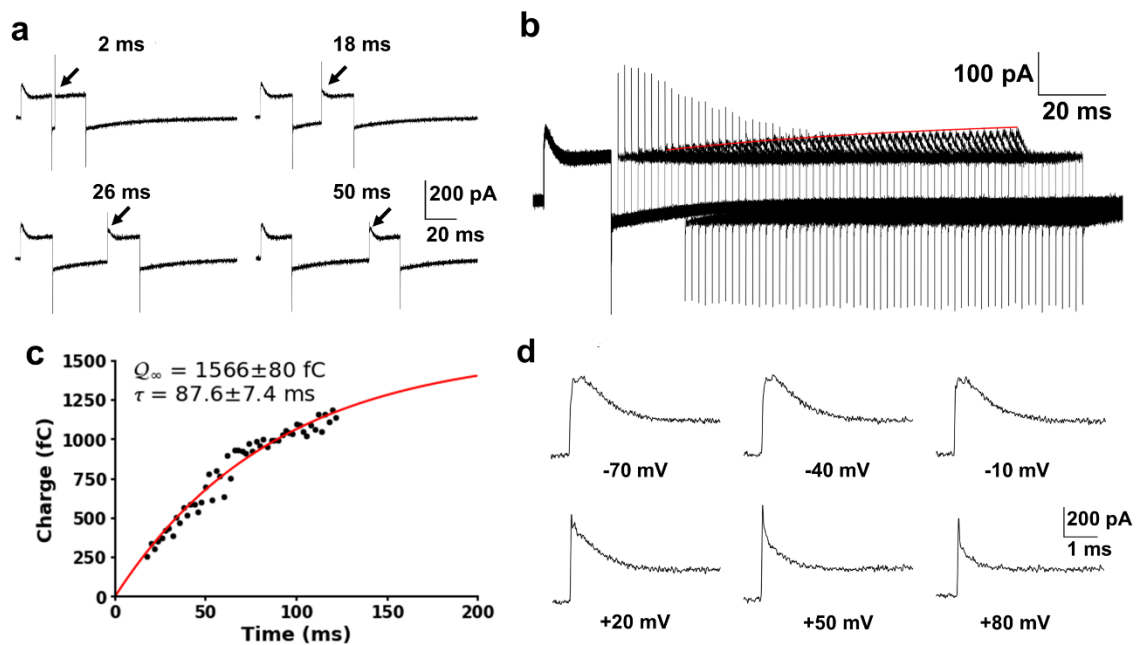 a
2 ms
18 ms
26 ms
50 ms
200 pA
20 ms
b
100 pA
20 ms
c
1500
1250
1000
750
500
250
0
Charge (fC)
Q∞ = 1566±80 fC
τ = 87.6±7.4 ms
0 50 100 150 200
Time (ms)
d
-70 mV
-40 mV
-10 mV
200 pA
1 ms
+20 mV
+50 mV
+80 mV